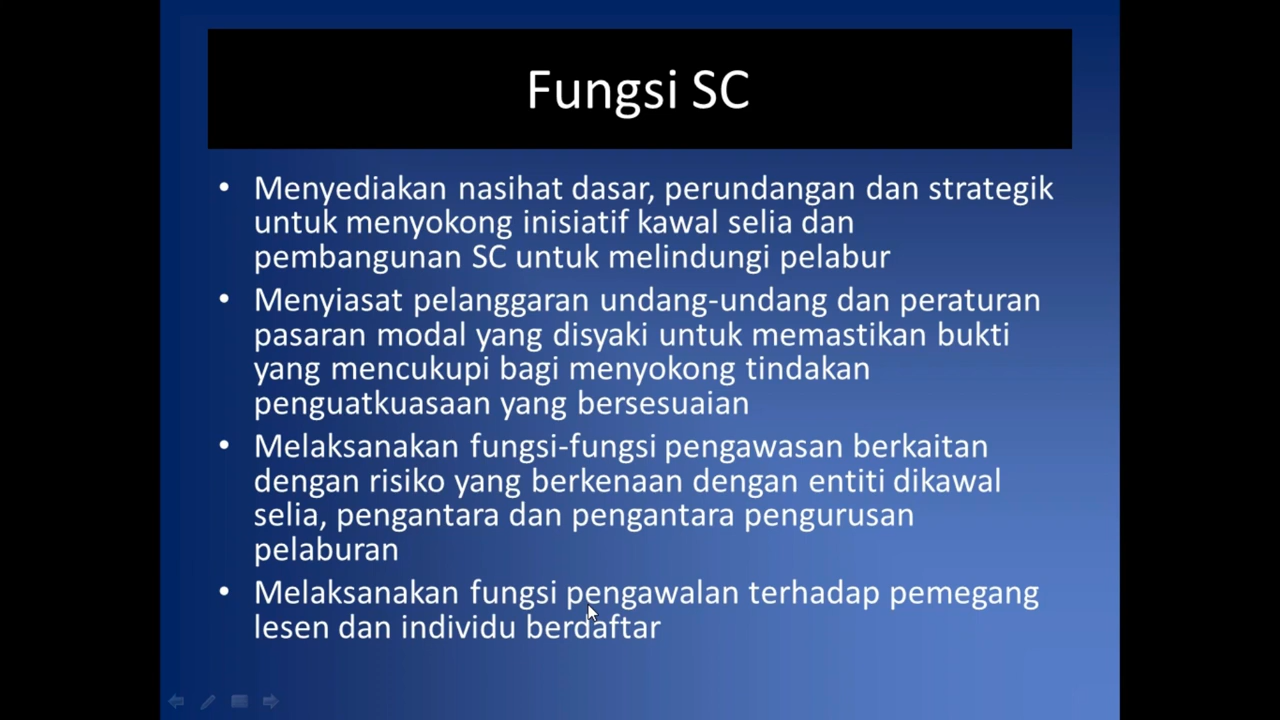 Fungsi SC
• Menyediakan nasihat dasar, perundangan dan strategik
untuk menyokong inisiatif kawal selia dan
pembangunan SC untuk melindungi pelabur
• Menyiasat pelanggaran undang-undang dan peraturan
pasaran modal yang disyaki untuk memastikan bukti
yang mencukupi bagi menyokong tindakan
penguatkuasaan yang bersesuaian
• Melaksanakan fungsi-fungsi pengawasan berkaitan
dengan risiko yang berkenaan dengan entiti dikawal
selia, pengantara dan pengantara pengurusan
pelaburan
• Melaksanakan fungsi pengawalan terhadap pemegang
lesen dan individu berdaftar